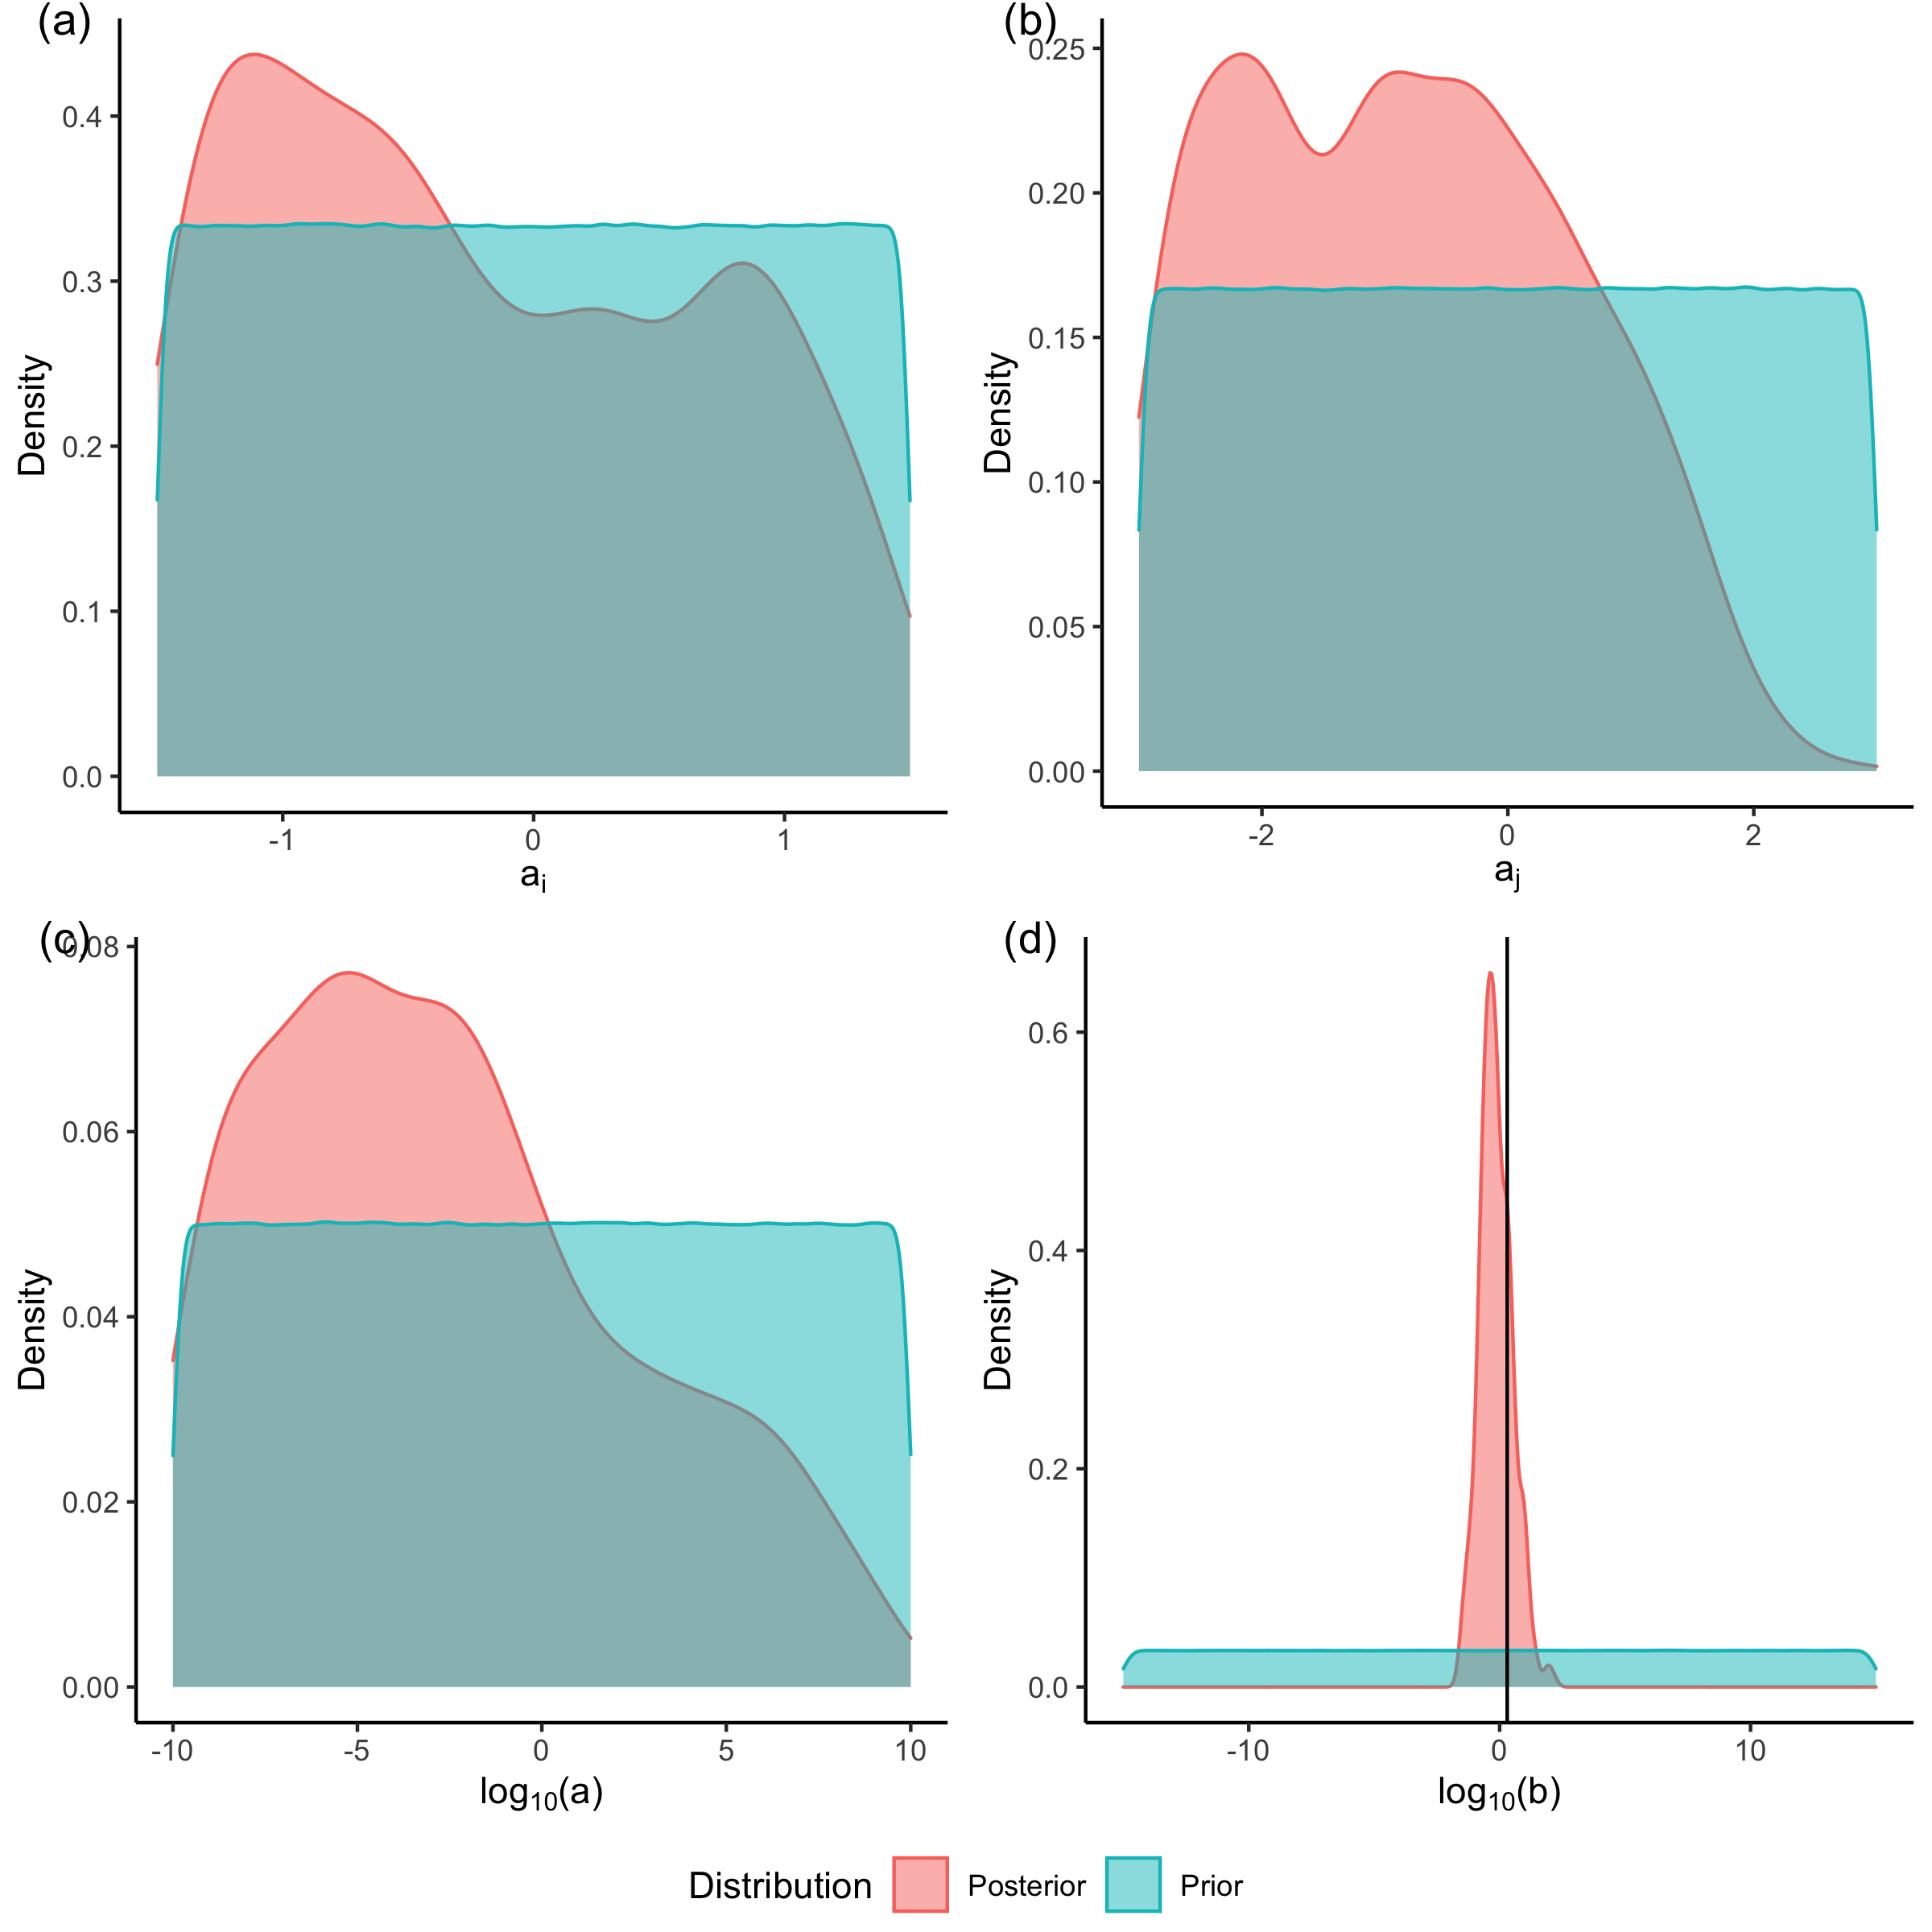 (a)
Density
0.4
0.3
0.2
0.1
0.0
-1 0 1
a_i
(b)
Density
0.25
0.20
0.15
0.10
0.05
0.00
-2 0 2
a_j
(c)
Density
0.08
0.06
0.04
0.02
0.00
-10 -5 0 5 10
log₁₀(a)
(d)
Density
0.6
0.4
0.2
0.0
-10 0 10
log₁₀(b)
Distribution Posterior Prior